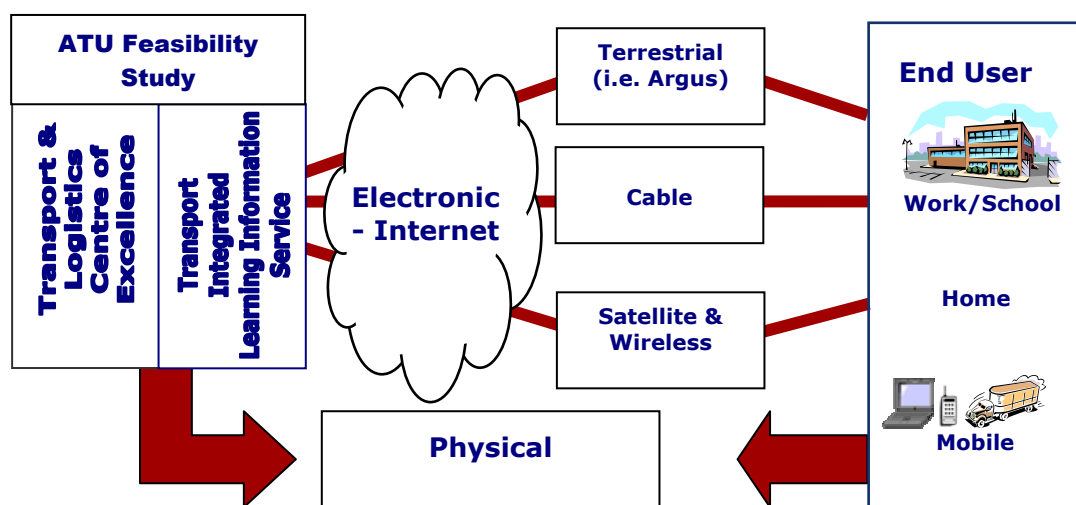 ATU Feasibility
Study
Transport &
Logistics
Centre of
Excellence
Transport
Integrated
Learning Information
Service
Electronic
- Internet
Terrestrial
(i.e. Argus)
Cable
Satellite &
Wireless
Physical
End User
Work/School
Home
Mobile